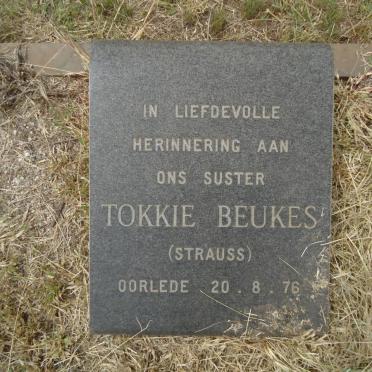 IN LIEFDEVOLLE
HERINNERING AAN
ONS SUSTER
TOKKIE BEUKES
(STRAUSS)
OORLEDE 20.8.76